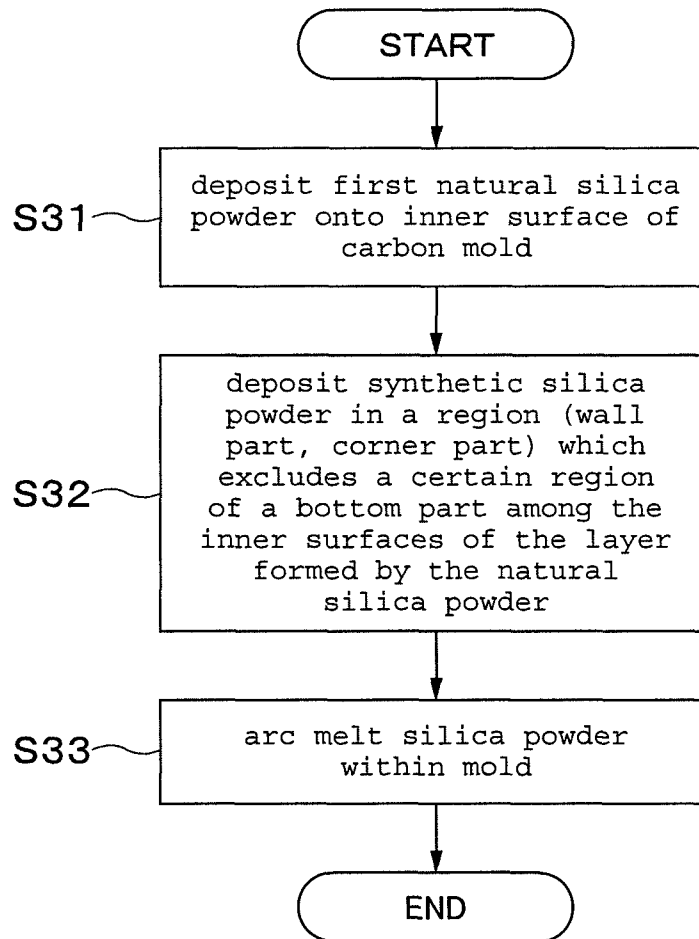 START
S31
deposit first natural silica
powder onto inner surface of
carbon mold
S32
deposit synthetic silica
powder in a region (wall
part, corner part) which
excludes a certain region
of a bottom part among the
inner surfaces of the layer
formed by the natural
silica powder
S33
arc melt silica powder
within mold
END